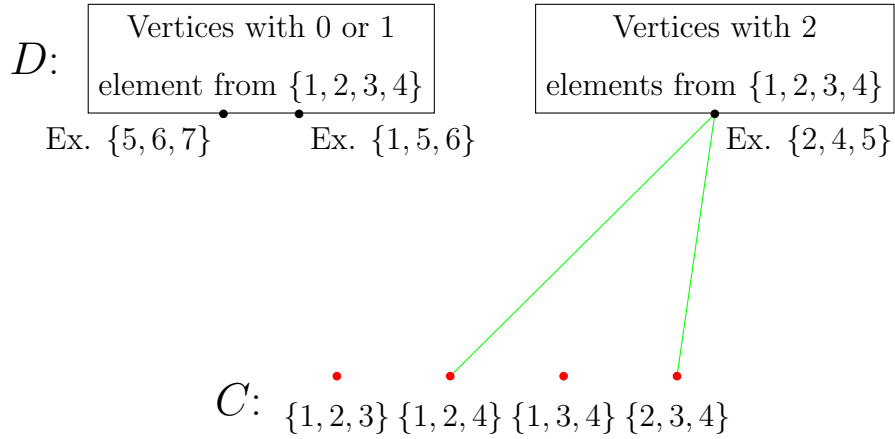 D:
Vertices with 0 or 1
element from {1, 2, 3, 4}
Vertices with 2
elements from {1, 2, 3, 4}
Ex. {5, 6, 7}
Ex. {1, 5, 6}
Ex. {2, 4, 5}
C:
{1, 2, 3} {1, 2, 4} {1, 3, 4} {2, 3, 4}